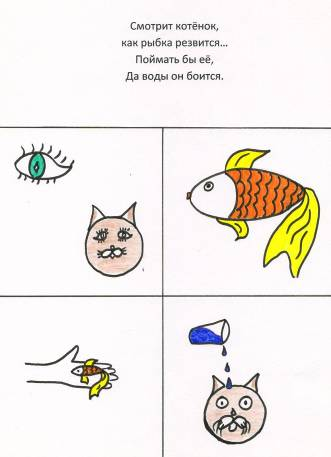 Смотрит котёнок,
как рыбка резвится...
Поймать бы её,
Да воды он боится.